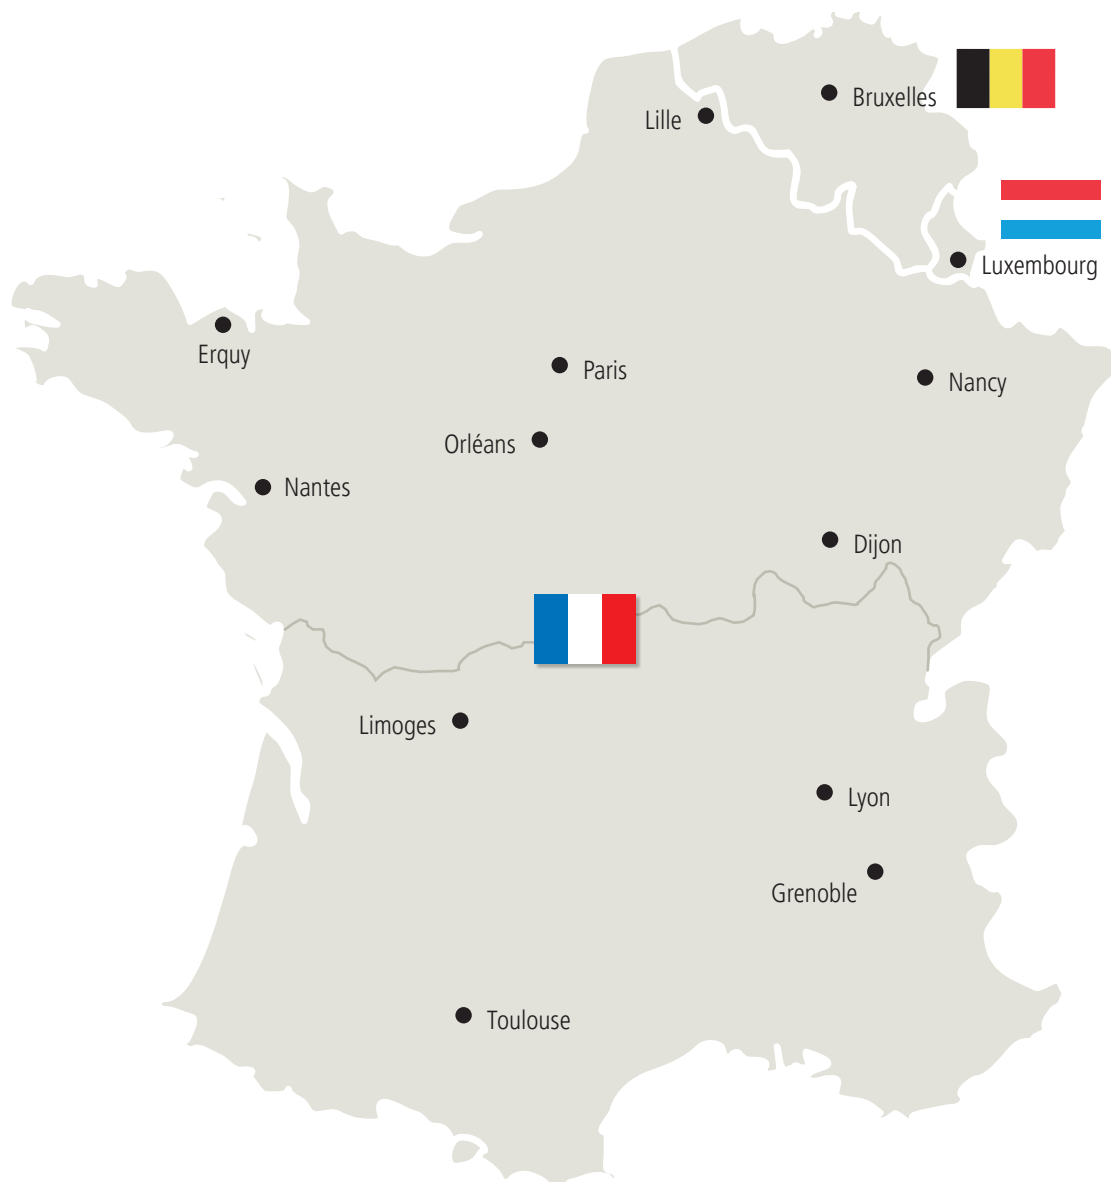 Bruxelles
Lille
Luxembourg
Erquy
Paris
Nancy
Orléans
Nantes
Dijon
Limoges
Lyon
Grenoble
Toulouse